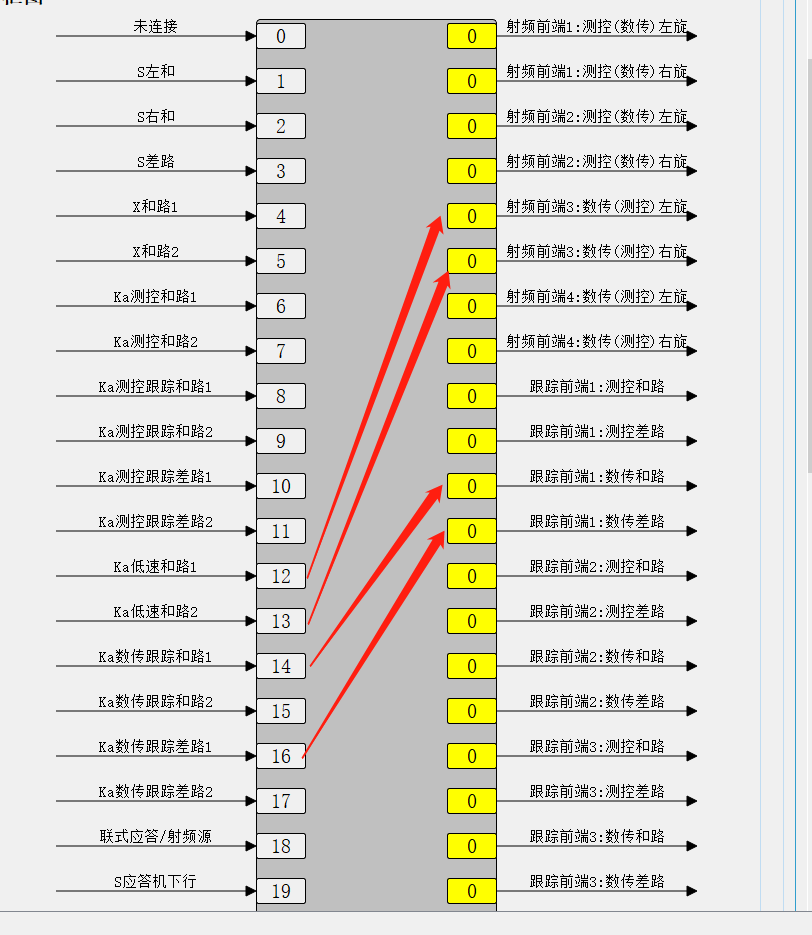 未连接 0 0 射频前端1:测控(数传)左旋
S左和 1 0 射频前端1:测控(数传)右旋
S右和 2 0 射频前端2:测控(数传)左旋
S差路 3 0 射频前端2:测控(数传)右旋
X和路1 4 0 射频前端3:数传(测控)左旋
X和路2 5 0 射频前端3:数传(测控)右旋
Ka测控和路1 6 0 射频前端4:数传(测控)左旋
Ka测控和路2 7 0 射频前端4:数传(测控)右旋
Ka测控跟踪和路1 8 0 跟踪前端1:测控和路
Ka测控跟踪和路2 9 0 跟踪前端1:测控差路
Ka测控跟踪差路1 10 0 跟踪前端1:数传和路
Ka测控跟踪差路2 11 0 跟踪前端1:数传差路
Ka低速和路1 12 0 跟踪前端2:测控和路
Ka低速和路2 13 0 跟踪前端2:测控差路
Ka数传跟踪和路1 14 0 跟踪前端2:数传和路
Ka数传跟踪和路2 15 0 跟踪前端2:数传差路
Ka数传跟踪差路1 16 0 跟踪前端3:测控和路
Ka数传跟踪差路2 17 0 跟踪前端3:测控差路
联式应答/射频源 18 0 跟踪前端3:数传和路
S应答机下行 19 0 跟踪前端3:数传差路